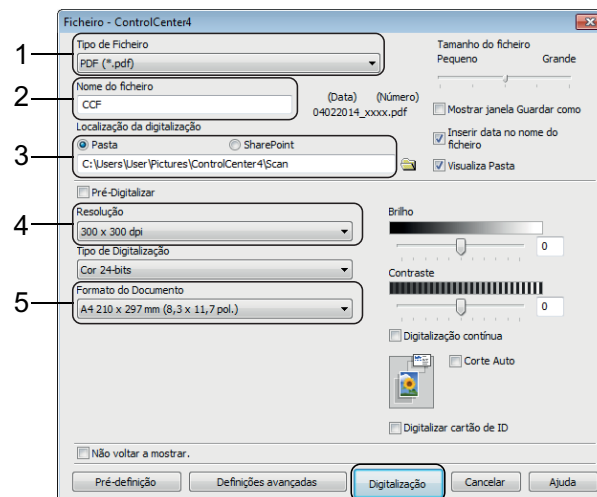 Ficheiro - ControlCenter4
1
Tipo de Ficheiro
PDF (*.pdf)
Tamanho do ficheiro
Pequeno Grande
2
Nome do ficheiro
CCF
(Data) (Número)
04022014_xxxx.pdf
Mostrar janela Guardar como
Inserir data no nome do
ficheiro
Visualiza Pasta
3
Localização da digitalização
Pasta SharePoint
C:\Users\User\Pictures\ControlCenter4\Scan
Pré-Digitalizar
4
Resolução
300 x 300 dpi
Tipo de Digitalização
Cor 24-bits
5
Formato do Documento
A4 210 x 297 mm (8,3 x 11,7 pol.)
Brilho
0
Contraste
0
Digitalização contínua
Corte Auto
Digitalizar cartão de ID
Não voltar a mostrar.
Pré-definição Definições avançadas Digitalização Cancelar Ajuda